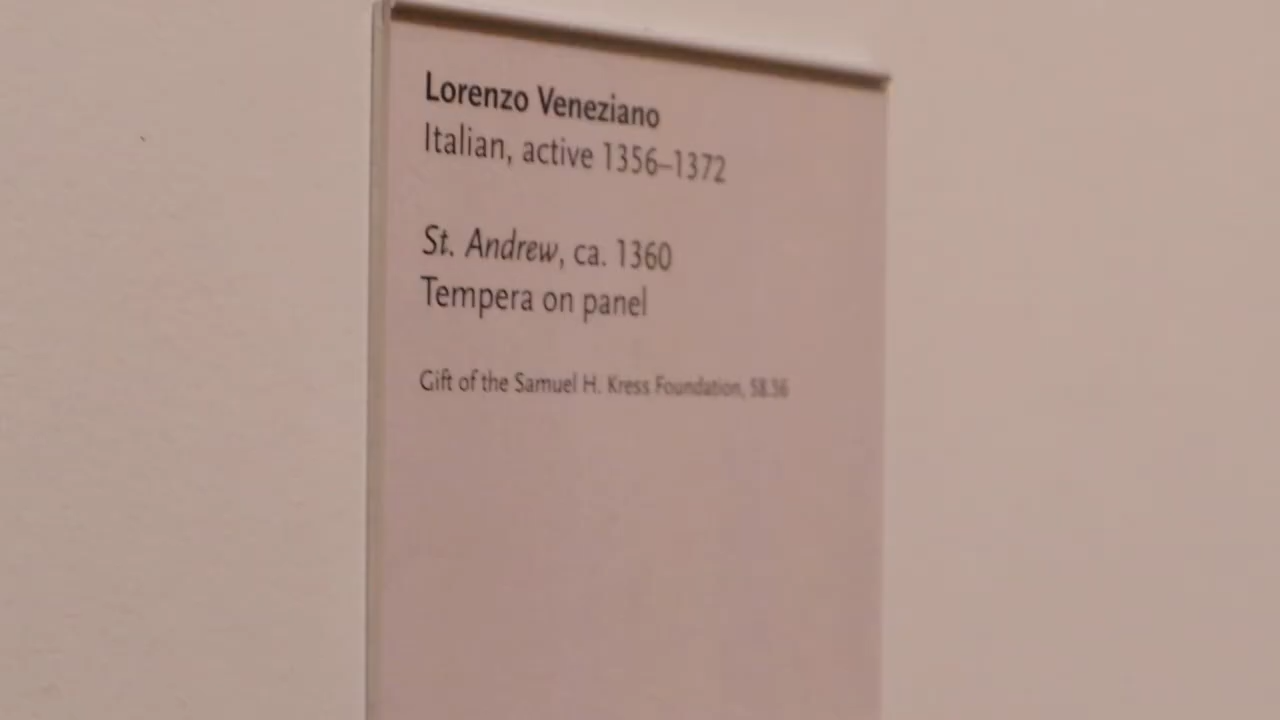 Lorenzo Veneziano
Italian, active 1356–1372
St. Andrew, ca. 1360
Tempera on panel
Gift of the Samuel H. Kress Foundation,